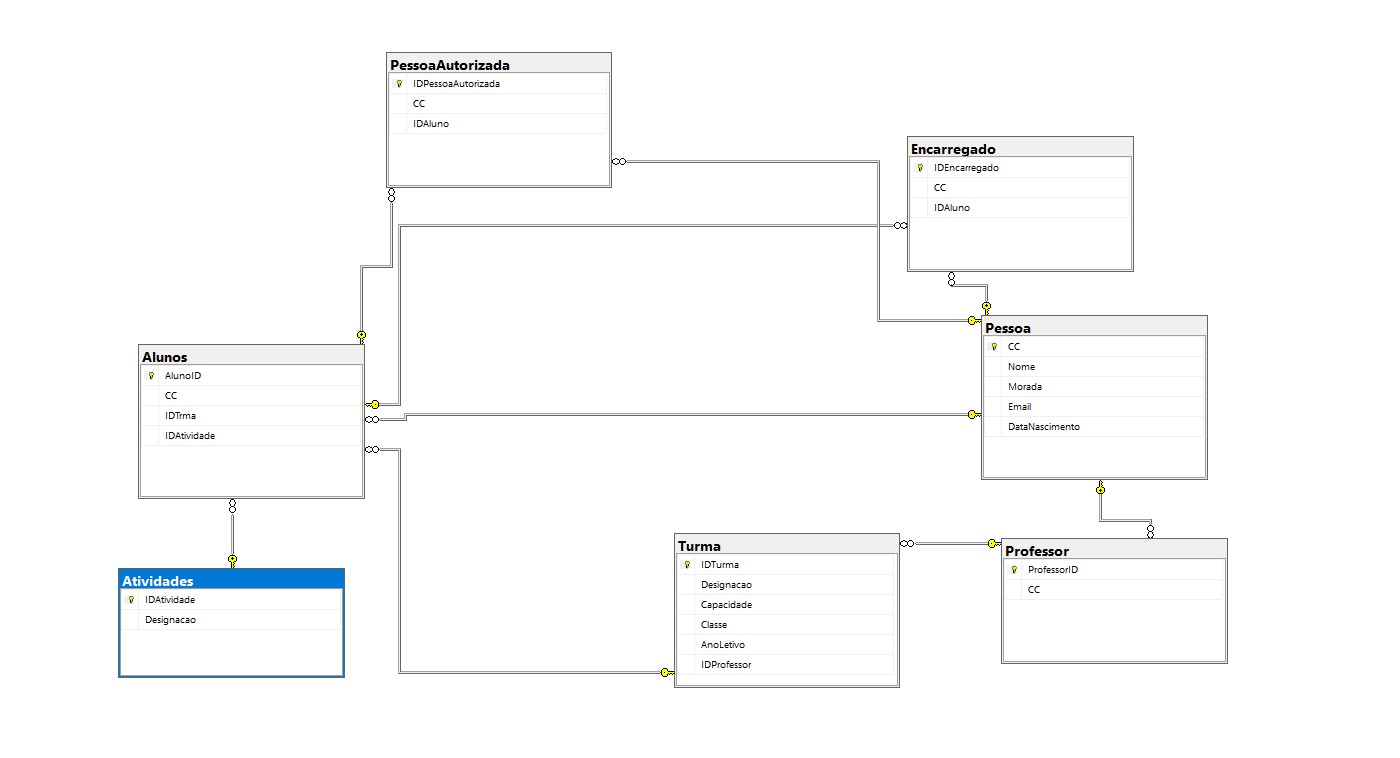 PessoaAutorizada
IDPessoaAutorizada
CC
IDAluno
Encarregado
IDEncarregado
CC
IDAluno
Pessoa
CC
Nome
Morada
Email
DataNascimento
Alunos
AlunoID
CC
IDTrma
IDAtividade
Turma
IDTurma
Designacao
Capacidade
Classe
AnoLetivo
IDProfessor
Professor
ProfessorID
CC
Atividades
IDAtividade
Designacao